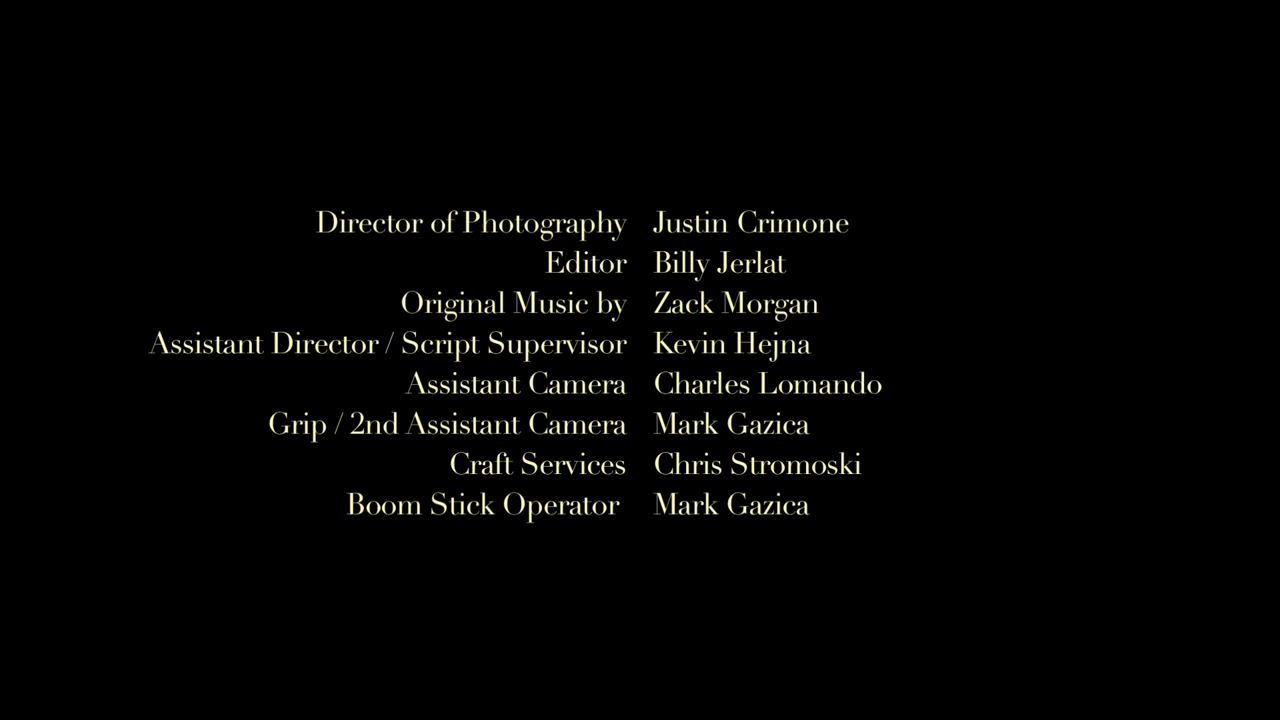 Director of Photography Justin Crimone
Editor Billy Jerlat
Original Music by Zack Morgan
Assistant Director / Script Supervisor Kevin Hejna
Assistant Camera Charles Lomando
Grip / 2nd Assistant Camera Mark Gazica
Craft Services Chris Stromoski
Boom Stick Operator Mark Gazica